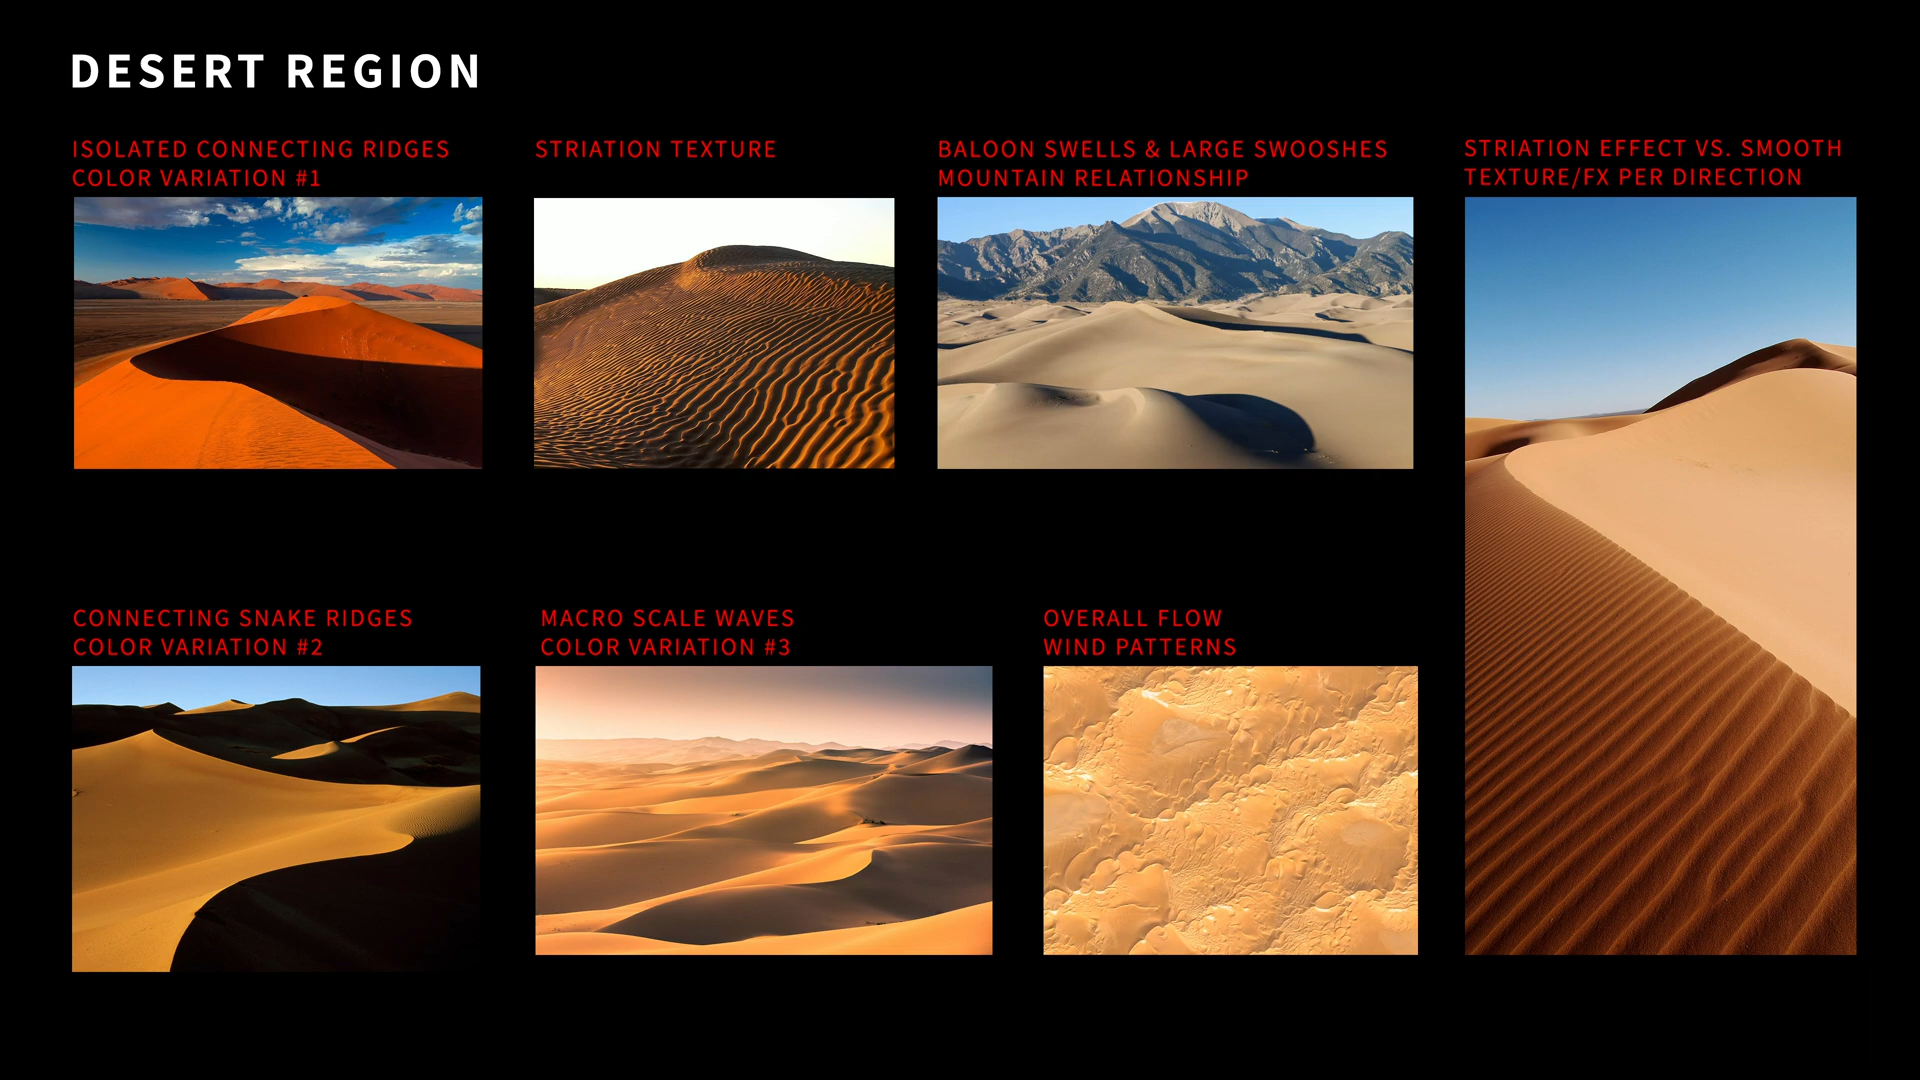 DESERT REGION
ISOLATED CONNECTING RIDGES
COLOR VARIATION #1
STRIATION TEXTURE
BALOON SWELLS & LARGE SWOOSHES
MOUNTAIN RELATIONSHIP
STRIATION EFFECT VS. SMOOTH
TEXTURE/FX PER DIRECTION
CONNECTING SNAKE RIDGES
COLOR VARIATION #2
MACRO SCALE WAVES
COLOR VARIATION #3
OVERALL FLOW
WIND PATTERNS